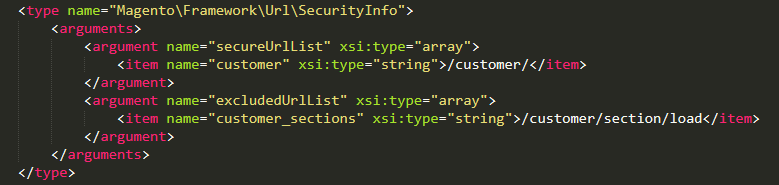 <type name="Magento\Framework\Url\SecurityInfo">
<arguments>
<argument name="secureUrlList" xsi:type="array">
<item name="customer" xsi:type="string">/customer/</item>
</argument>
<argument name="excludedUrlList" xsi:type="array">
<item name="customer_sections" xsi:type="string">/customer/section/load</item>
</argument>
</arguments>
</type>